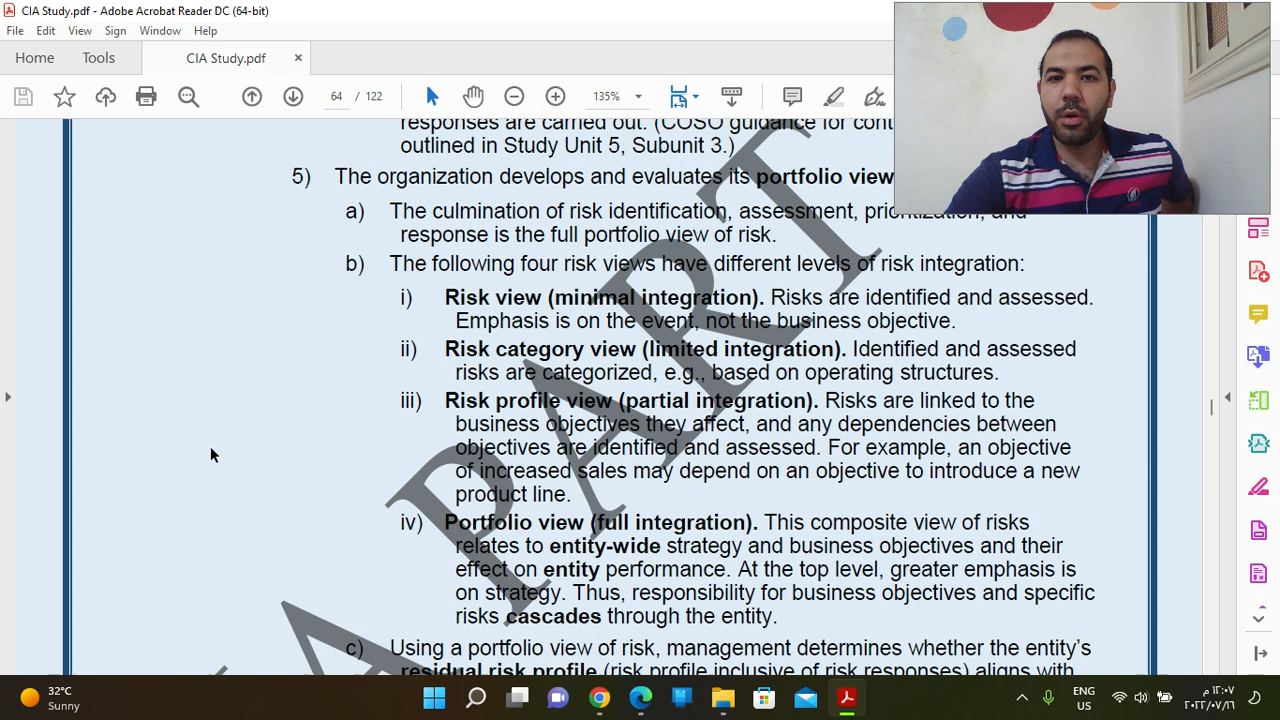 CIA Study.pdf - Adobe Acrobat Reader DC (64-bit)
File Edit View Sign Window Help
Home Tools CIA Study.pdf ×
64 / 122 135%
responses are carried out. (COSO guidance for cont
outlined in Study Unit 5, Subunit 3.)
5) The organization develops and evaluates its portfolio view
a) The culmination of risk identification, assessment, prioritization, and
response is the full portfolio view of risk.
b) The following four risk views have different levels of risk integration:
i) Risk view (minimal integration). Risks are identified and assessed.
Emphasis is on the event, not the business objective.
ii) Risk category view (limited integration). Identified and assessed
risks are categorized, e.g., based on operating structures.
iii) Risk profile view (partial integration). Risks are linked to the
business objectives they affect, and any dependencies between
objectives are identified and assessed. For example, an objective
of increased sales may depend on an objective to introduce a new
product line.
iv) Portfolio view (full integration). This composite view of risks
relates to entity-wide strategy and business objectives and their
effect on entity performance. At the top level, greater emphasis is
on strategy. Thus, responsibility for business objectives and specific
risks cascades through the entity.
c) Using a portfolio view of risk, management determines whether the entity's
residual risk profile (risk profile inclusive of risk responses) aligns with
A PART
32°C
Sunny
ENG
US
١٢:٠٧ م
٢٠٢٢/٠٧/١٦